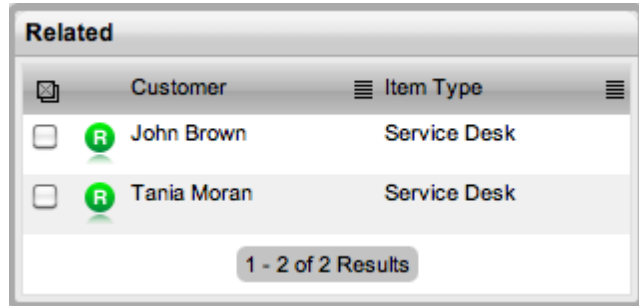 Related
Customer Item Type
R John Brown Service Desk
R Tania Moran Service Desk
1 - 2 of 2 Results